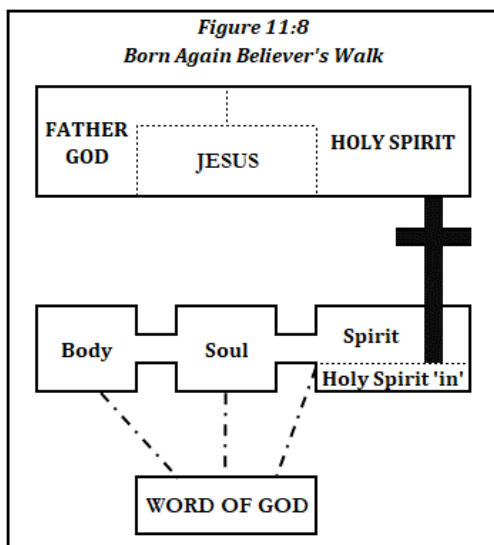 Figure 11:8
Born Again Believer's Walk
FATHER
GOD
JESUS
HOLY SPIRIT
Body
Soul
Spirit
Holy Spirit 'in'
WORD OF GOD